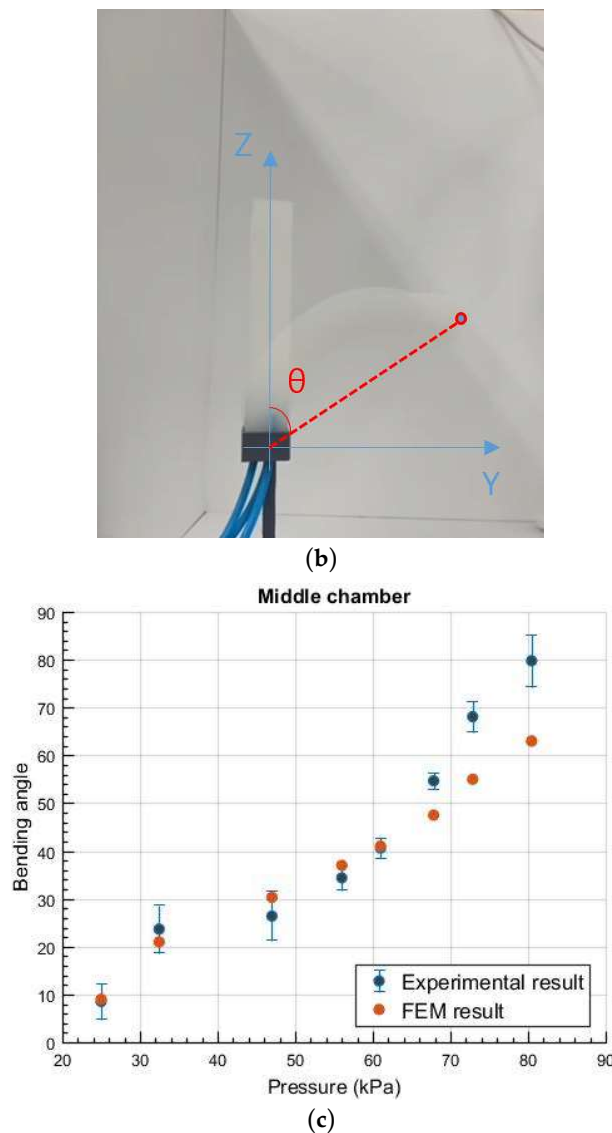 Z
θ
Y
(b)
Middle chamber
90
80
70
60
50
40
30
20
10
0
Bending angle
Experimental result
FEM result
20 30 40 50 60 70 80 90
Pressure (kPa)
(c)